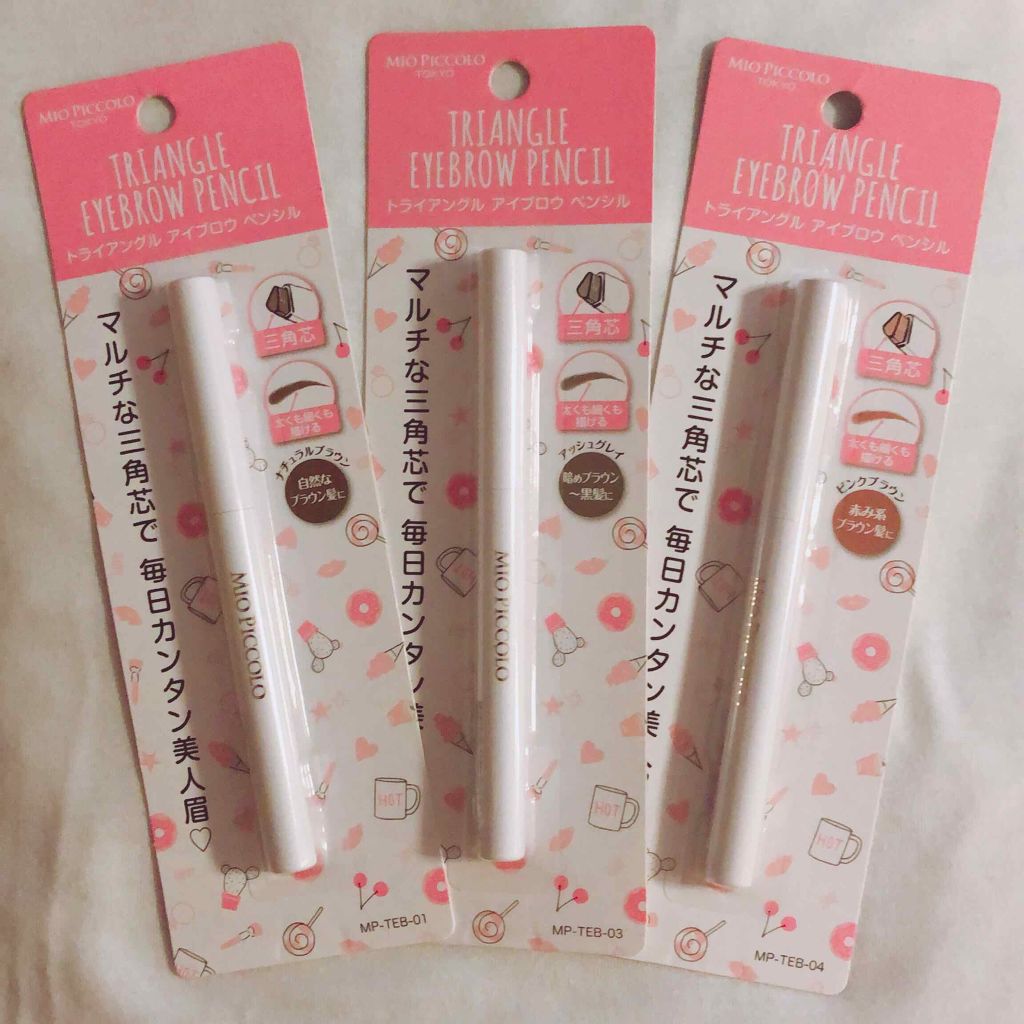 MIO PICCOLO
TOKYO
TRIANGLE
EYEBROW PENCIL
トライアングル アイブロウ ペンシル
マルチな三角芯で 毎日カンタン美人眉♡
三角芯
太くも細くも
描ける
ナチュラルブラウン
自然な
ブラウン髪に
MIO PICCOLO
HOT
MP-TEB-01
MIO PICCOLO
TOKYO
TRIANGLE
EYEBROW PENCIL
トライアングル アイブロウ ペンシル
マルチな三角芯で 毎日カンタン美
三角芯
太くも細くも
描ける
アッシュグレイ
暗めブラウン
～黒髪に
MIO PICCOLO
HOT
MP-TEB-03
MIO PICCOLO
TOKYO
TRIANGLE
EYEBROW PENCIL
トライアングル アイブロウ ペンシル
マルチな三角芯で 毎日カンタン美
三角芯
太くも細くも
描ける
ピンクブラウン
赤み系
ブラウン髪に
HOT
MP-TEB-04